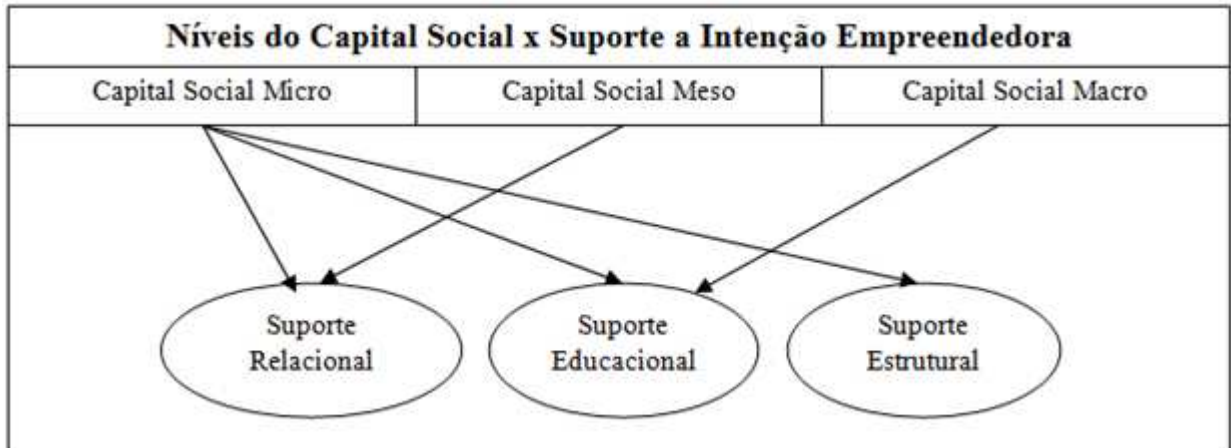 Níveis do Capital Social x Suporte a Intenção Empreendedora
Capital Social Micro
Capital Social Meso
Capital Social Macro
Suporte
Relacional
Suporte
Educacional
Suporte
Estrutural